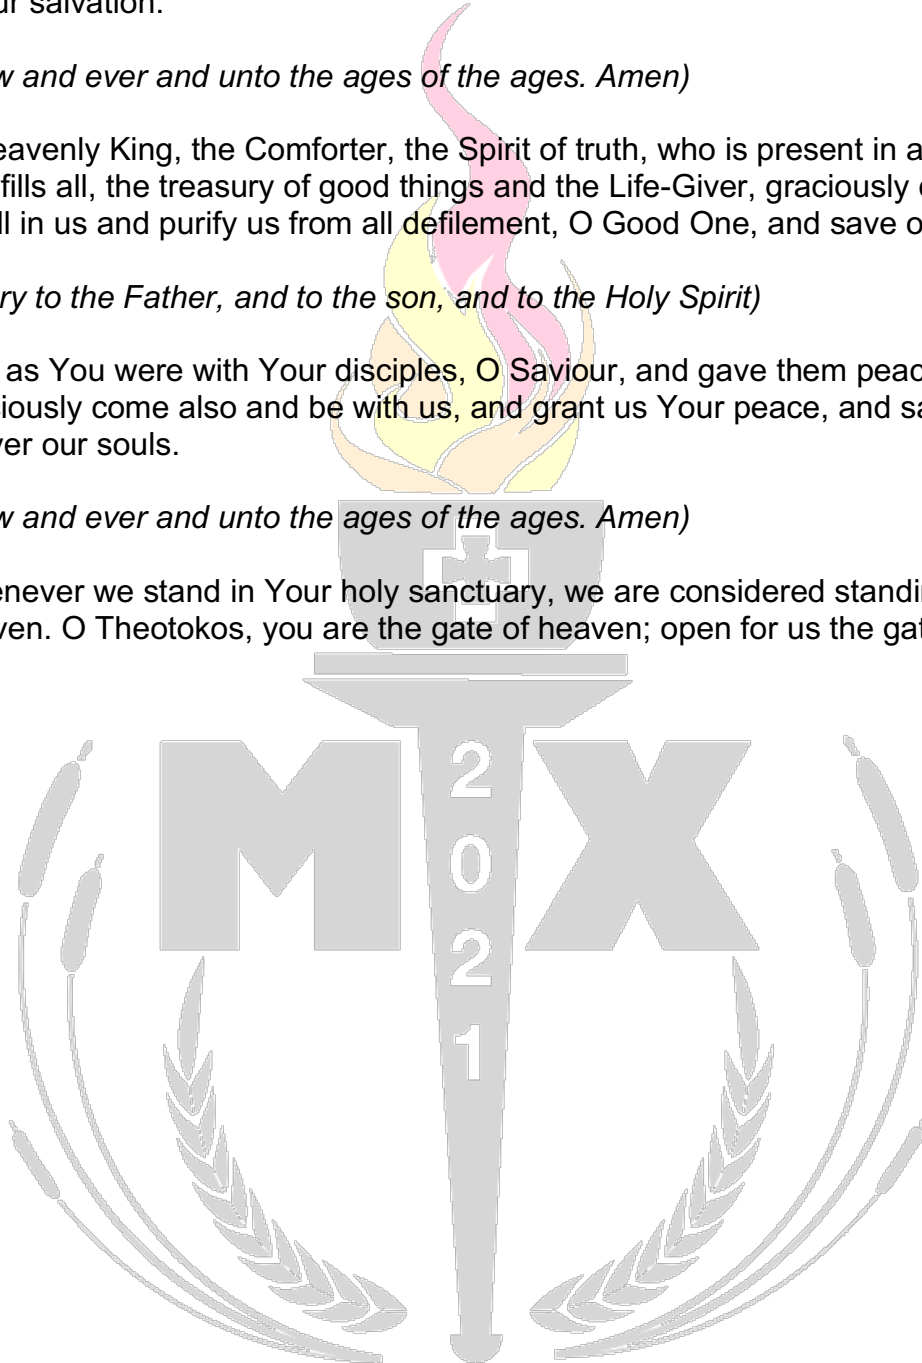 ur salvation.
w and ever and unto the ages of the ages. Amen)
eavenly King, the Comforter, the Spirit of truth, who is present in a
fills all, the treasury of good things and the Life-Giver, graciously
ll in us and purify us from all defilement, O Good One, and save o
ry to the Father, and to the son, and to the Holy Spirit)
as You were with Your disciples, O Saviour, and gave them peac
iously come also and be with us, and grant us Your peace, and sa
ver our souls.
w and ever and unto the ages of the ages. Amen)
enever we stand in Your holy sanctuary, we are considered standi
ven. O Theotokos, you are the gate of heaven; open for us the gat
M X
2
0
2
1